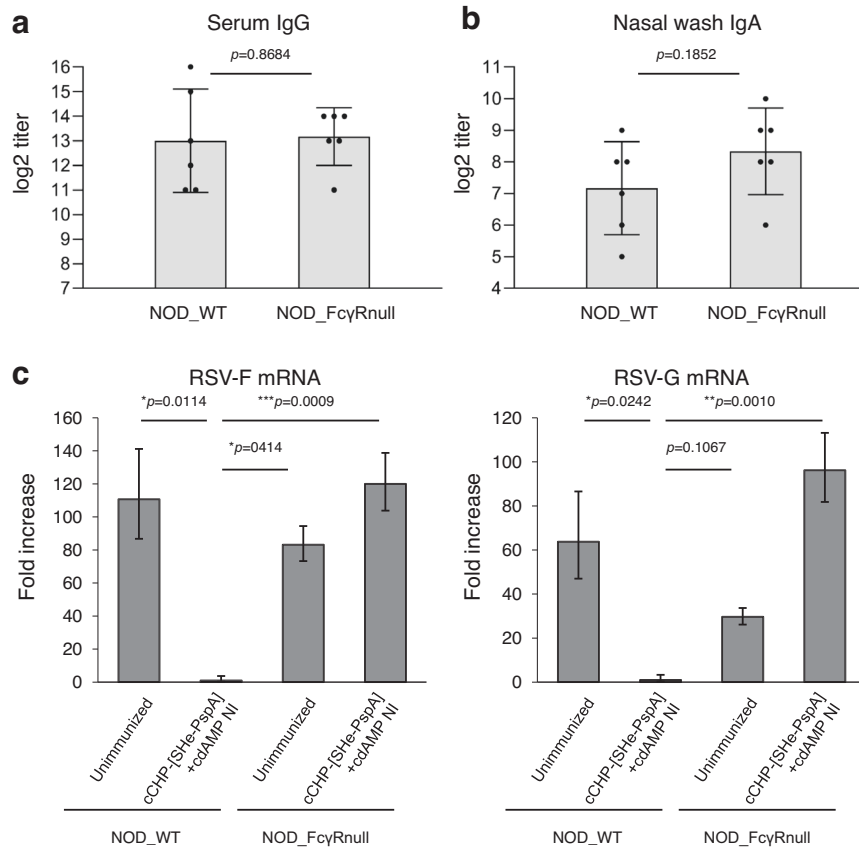 a
Serum IgG
p=0.8684
log2 titer
16
15
14
13
12
11
10
9
8
7
NOD_WT
NOD_FcγRnull
b
Nasal wash IgA
p=0.1852
log2 titer
11
10
9
8
7
6
5
4
NOD_WT
NOD_FcγRnull
c
RSV-F mRNA
*p=0.0114
***p=0.0009
*p=0414
Fold increase
160
140
120
100
80
60
40
20
0
Unimmunized
cCHP-[SHe-PspA]
+cdAMP NI
Unimmunized
cCHP-[SHe-PspA]
+cdAMP NI
NOD_WT
NOD_FcγRnull
RSV-G mRNA
*p=0.0242
**p=0.0010
p=0.1067
Fold increase
120
100
80
60
40
20
0
Unimmunized
cCHP-[SHe-PspA]
+cdAMP NI
Unimmunized
cCHP-[SHe-PspA]
+cdAMP NI
NOD_WT
NOD_FcγRnull